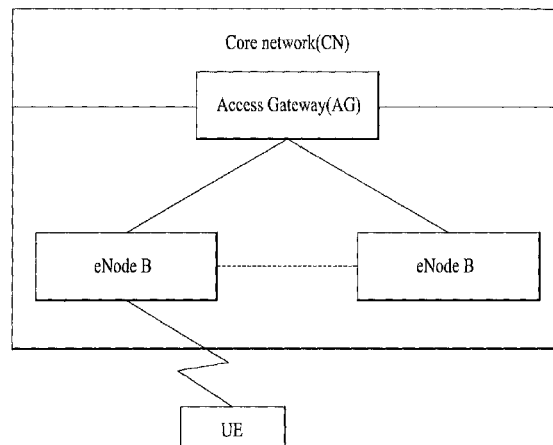 Core network(CN)
Access Gateway(AG)
eNode B
eNode B
UE